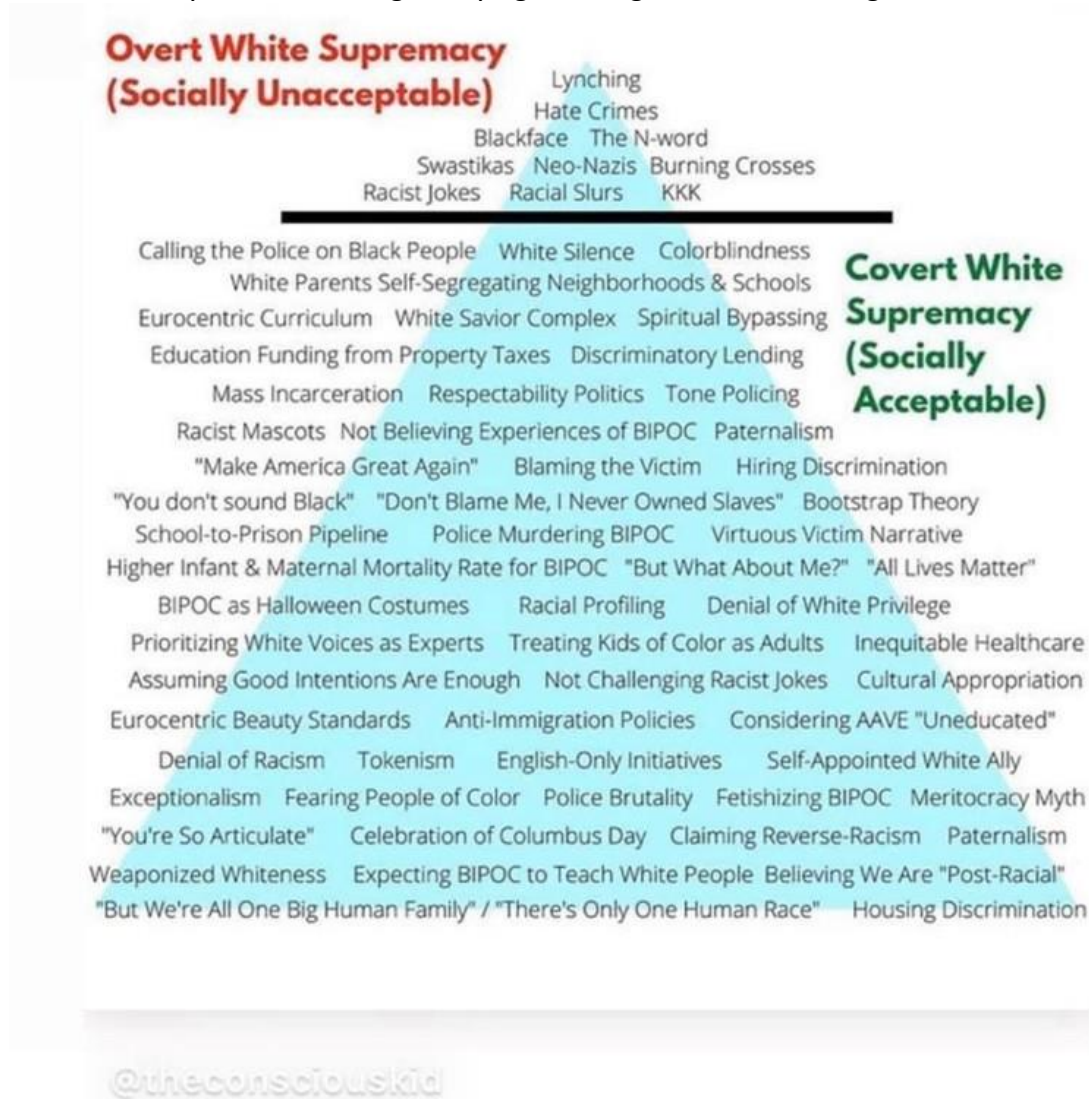 Overt White Supremacy
(Socially Unacceptable)
Lynching
Hate Crimes
Blackface The N-word
Swastikas Neo-Nazis Burning Crosses
Racist Jokes Racial Slurs KKK
Calling the Police on Black People White Silence Colorblindness
White Parents Self-Segregating Neighborhoods & Schools
Eurocentric Curriculum White Savior Complex Spiritual Bypassing
Education Funding from Property Taxes Discriminatory Lending
Mass Incarceration Respectability Politics Tone Policing
Covert White
Supremacy
(Socially
Acceptable)
Racist Mascots Not Believing Experiences of BIPOC Paternalism
"Make America Great Again" Blaming the Victim Hiring Discrimination
"You don't sound Black" "Don't Blame Me, I Never Owned Slaves" Bootstrap Theory
School-to-Prison Pipeline Police Murdering BIPOC Virtuous Victim Narrative
Higher Infant & Maternal Mortality Rate for BIPOC "But What About Me?" "All Lives Matter"
BIPOC as Halloween Costumes Racial Profiling Denial of White Privilege
Prioritizing White Voices as Experts Treating Kids of Color as Adults Inequitable Healthcare
Assuming Good Intentions Are Enough Not Challenging Racist Jokes Cultural Appropriation
Eurocentric Beauty Standards Anti-Immigration Policies Considering AAVE "Uneducated"
Denial of Racism Tokenism English-Only Initiatives Self-Appointed White Ally
Exceptionalism Fearing People of Color Police Brutality Fetishizing BIPOC Meritocracy Myth
"You're So Articulate" Celebration of Columbus Day Claiming Reverse-Racism Paternalism
Weaponized Whiteness Expecting BIPOC to Teach White People Believing We Are "Post-Racial"
"But We're All One Big Human Family" / "There's Only One Human Race" Housing Discrimination
@theconsciouskid